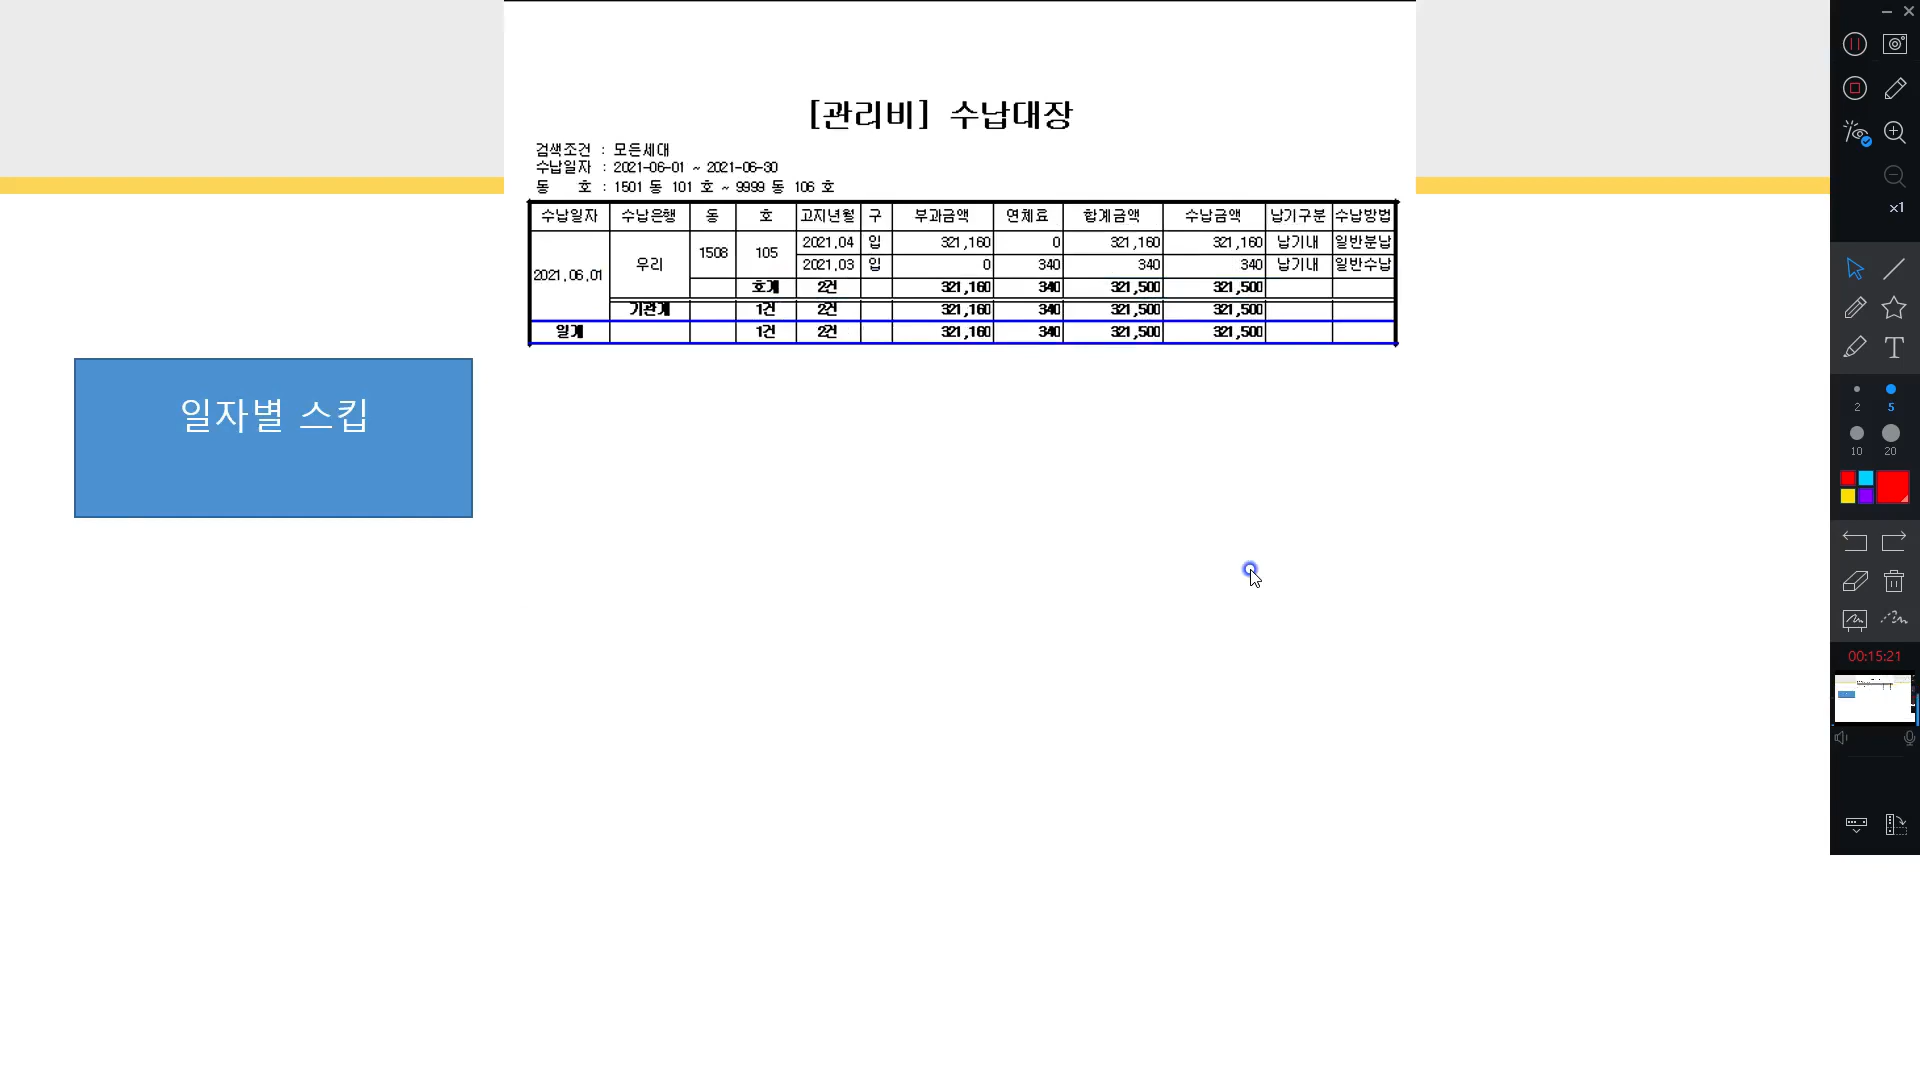 [관리비] 수납대장
검색조건 : 모든세대
수납일자 : 2021-06-01 ~ 2021-06-30
동 호 : 1501 동 101 호 ~ 9999 동 106 호
수납일자 수납은행 동 호 고지년월 구 부과금액 연체료 합계금액 수납금액 납기구분 수납방법
2021.06.01 우리 1508 105 2021.04 입 321,160 0 321,160 321,160 납기내 일반분납
2021.03 입 0 340 340 340 납기내 일반수납
호계 2건 321,160 340 321,500 321,500
기관계 1건 2건 321,160 340 321,500 321,500
일계 1건 2건 321,160 340 321,500 321,500
일자별 스킵
x1
T
2 5
10 20
00:15:21